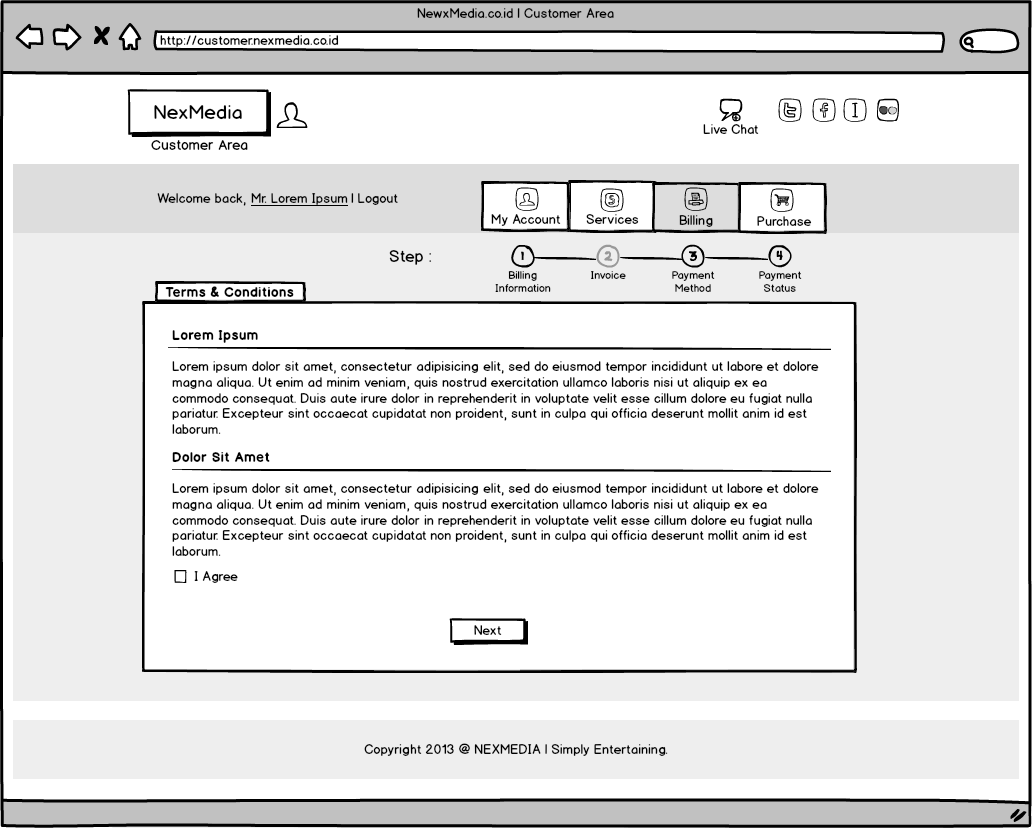 NewxMedia.co.id | Customer Area
http://customer.nexmedia.co.id
NexMedia
Customer Area
Live Chat
Welcome back, Mr. Lorem Ipsum | Logout
My Account
Services
Billing
Purchase
Step :
1
2
3
4
Billing
Information
Invoice
Payment
Method
Payment
Status
Terms & Conditions
Lorem Ipsum
Lorem ipsum dolor sit amet, consectetur adipisicing elit, sed do eiusmod tempor incididunt ut labore et dolore
magna aliqua. Ut enim ad minim veniam, quis nostrud exercitation ullamco laboris nisi ut aliquip ex ea
commodo consequat. Duis aute irure dolor in reprehenderit in voluptate velit esse cillum dolore eu fugiat nulla
pariatur. Excepteur sint occaecat cupidatat non proident, sunt in culpa qui officia deserunt mollit anim id est
laborum.
Dolor Sit Amet
Lorem ipsum dolor sit amet, consectetur adipisicing elit, sed do eiusmod tempor incididunt ut labore et dolore
magna aliqua. Ut enim ad minim veniam, quis nostrud exercitation ullamco laboris nisi ut aliquip ex ea
commodo consequat. Duis aute irure dolor in reprehenderit in voluptate velit esse cillum dolore eu fugiat nulla
pariatur. Excepteur sint occaecat cupidatat non proident, sunt in culpa qui officia deserunt mollit anim id est
laborum.
I Agree
Next
Copyright 2013 @ NEXMEDIA | Simply Entertaining.